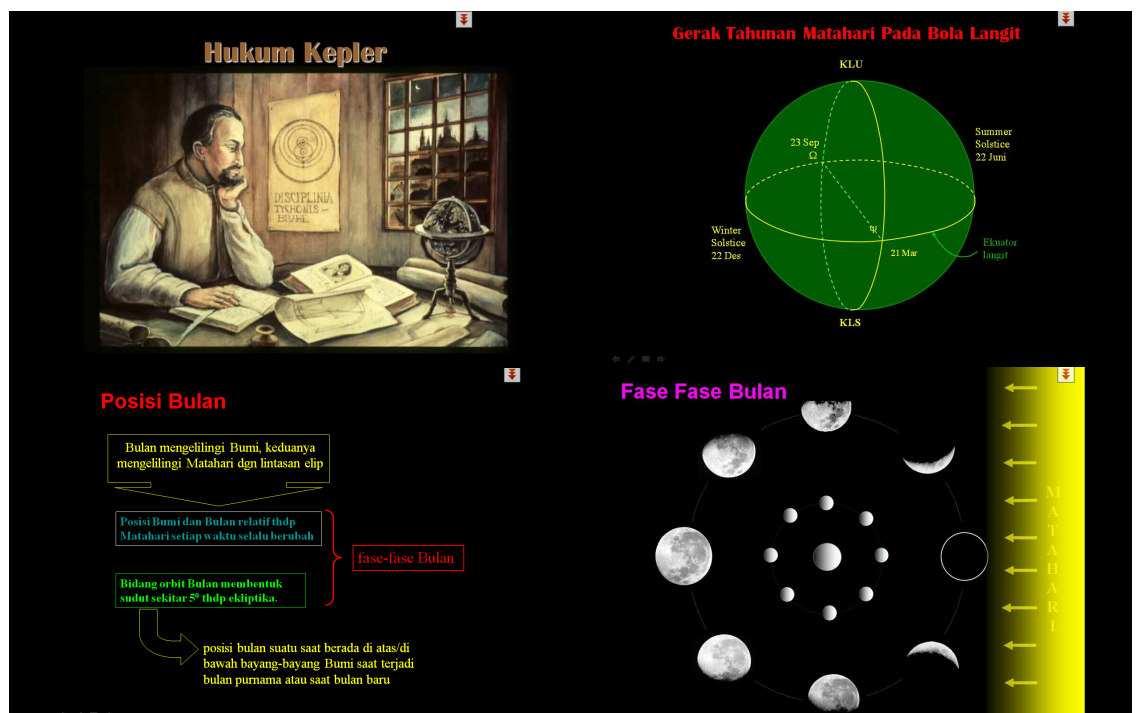 Hukum Kepler
DISCIPLINIA
TYCHONIS -
BRAHE.
Gerak Tahunan Matahari Pada Bola Langit
KLU
23 Sep
Ω
Summer
Solstice
22 Juni
Winter
Solstice
22 Des
21 Mar
Ekuator
langit
KLS
Posisi Bulan
Bulan mengelilingi Bumi, keduanya
mengelilingi Matahari dgn lintasan elip
Posisi Bumi dan Bulan relatif thdp
Matahari setiap waktu selalu berubah
fase-fase Bulan
Bidang orbit Bulan membentuk
sudut sekitar 5⁰ thdp ekliptika.
posisi bulan suatu saat berada di atas/di
bawah bayang-bayang Bumi saat terjadi
bulan purnama atau saat bulan baru
Fase Fase Bulan
MATAHARI